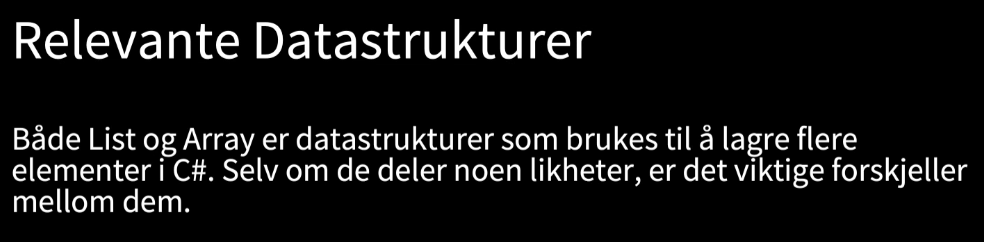 Relevante Datastrukturer
Både List og Array er datastrukturer som brukes til å lagre flere
elementer i C#. Selv om de deler noen likheter, er det viktige forskjeller
mellom dem.